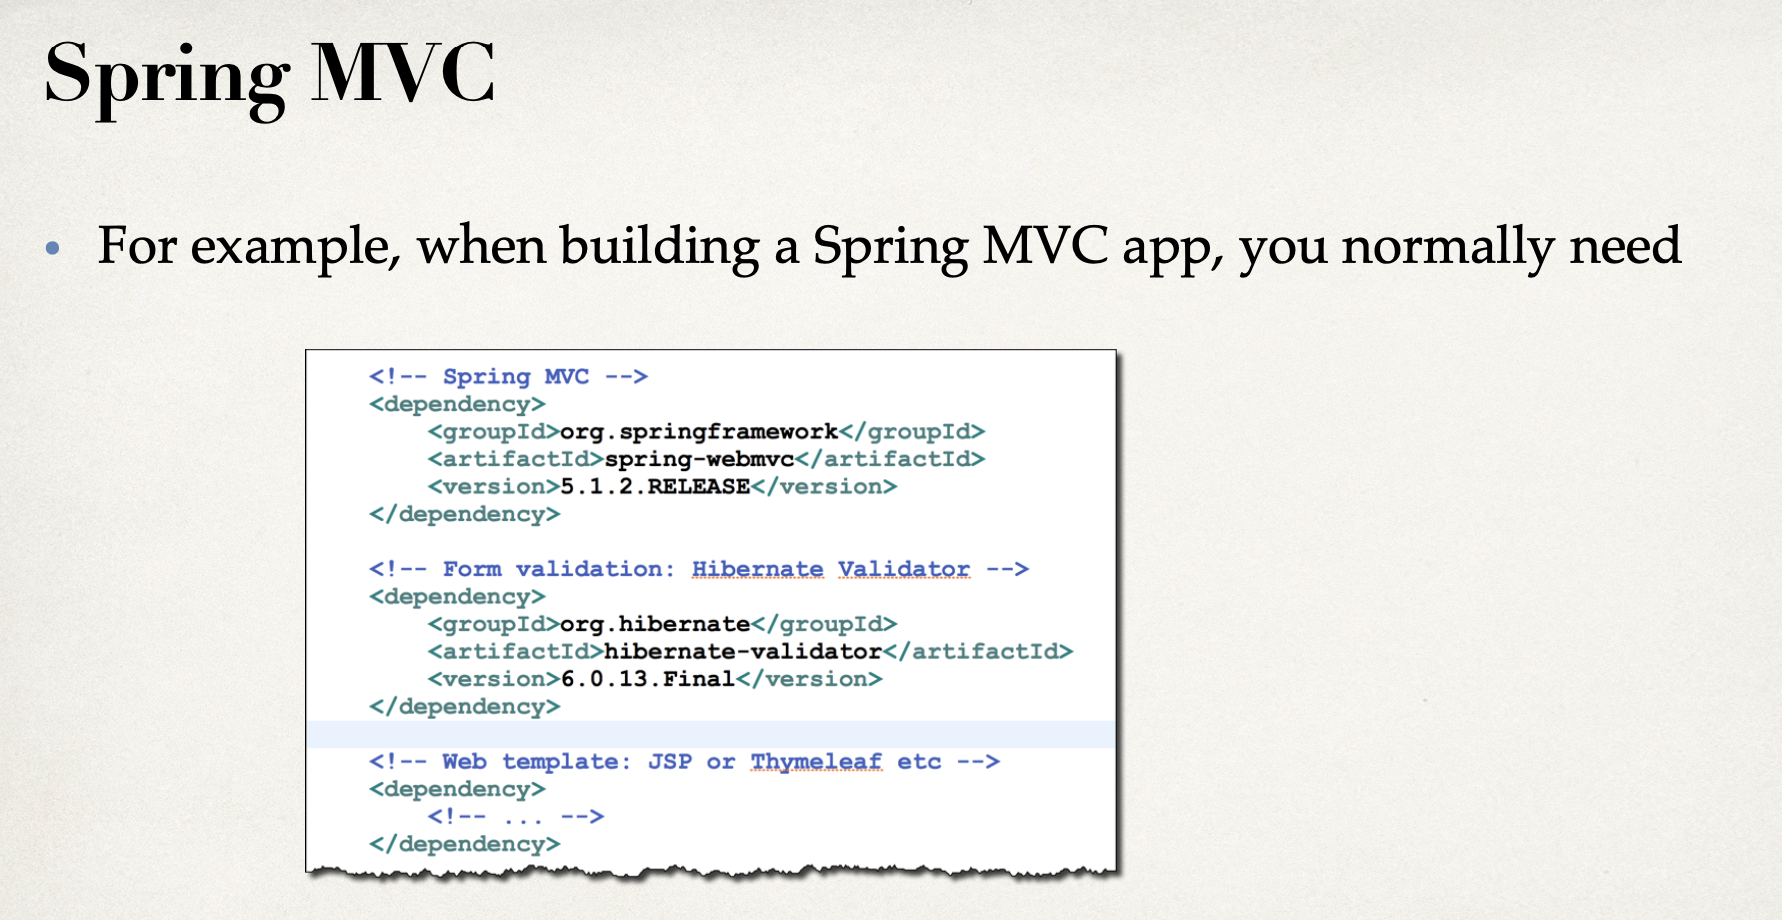 Spring MVC
• For example, when building a Spring MVC app, you normally need
<!-- Spring MVC -->
<dependency>
    <groupId>org.springframework</groupId>
    <artifactId>spring-webmvc</artifactId>
    <version>5.1.2.RELEASE</version>
</dependency>
<!-- Form validation: Hibernate Validator -->
<dependency>
    <groupId>org.hibernate</groupId>
    <artifactId>hibernate-validator</artifactId>
    <version>6.0.13.Final</version>
</dependency>
<!-- Web template: JSP or Thymeleaf etc -->
<dependency>
    <!-- ... -->
</dependency>